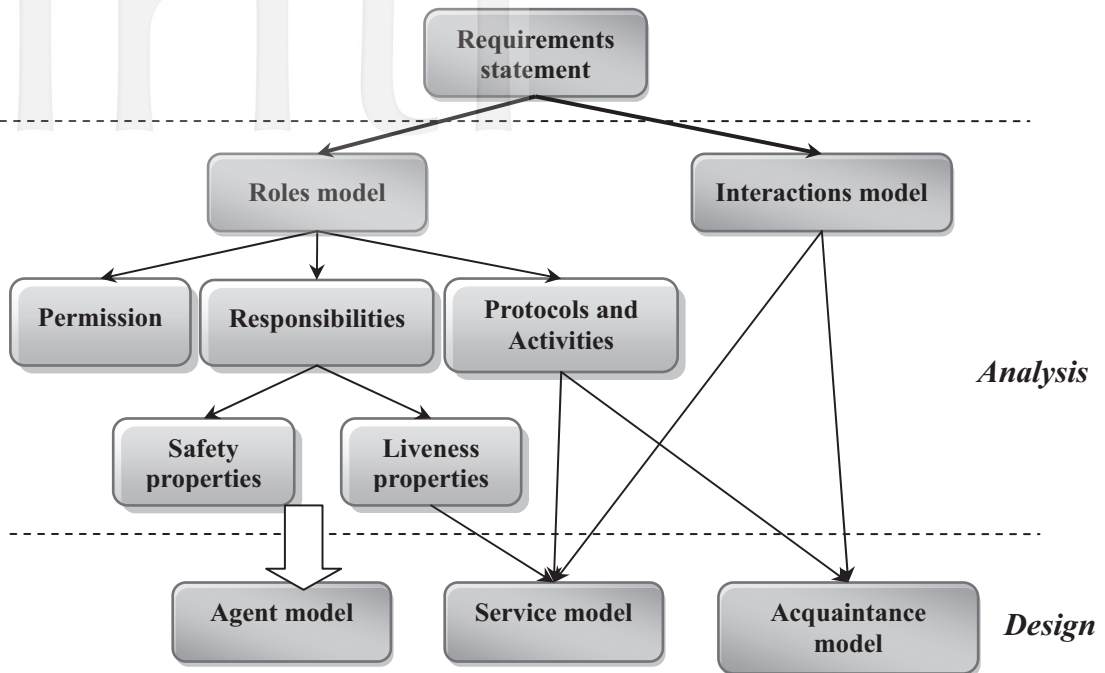 Requirements
statement
Roles model
Interactions model
Permission
Responsibilities
Protocols and
Activities
Analysis
Safety
properties
Liveness
properties
Agent model
Service model
Acquaintance
model
Design